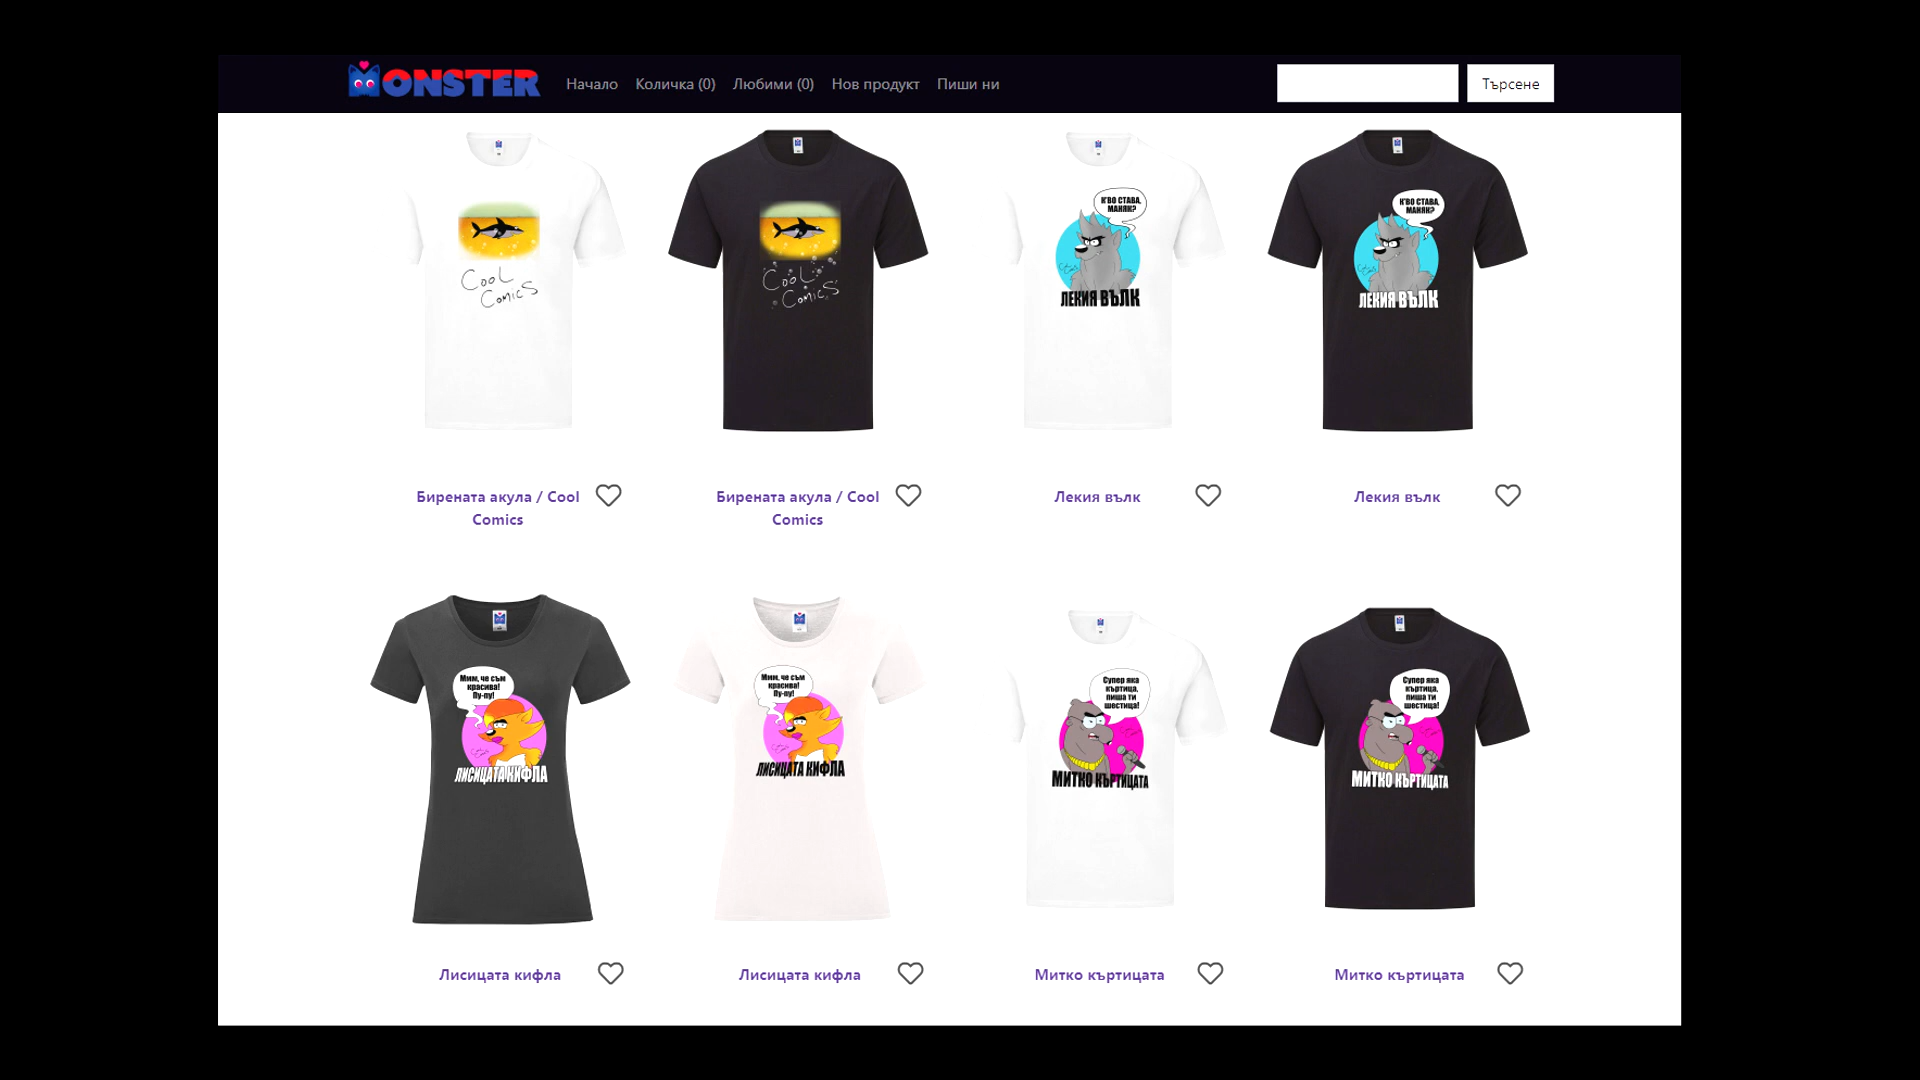 MONSTER
Начало
Количка (0)
Любими (0)
Нов продукт
Пиши ни
Търсене
Cool
Comics
Cool
Comics
К'ВО СТАВА,
МАНЯК?
ЛЕКИЯ ВЪЛК
К'ВО СТАВА,
МАНЯК?
ЛЕКИЯ ВЪЛК
Бирената акула / Cool
Comics
Бирената акула / Cool
Comics
Лекия вълк
Лекия вълк
Ммм, че съм
красива!
Пу-пу!
ЛИСИЦАТА КИФЛА
Ммм, че съм
красива!
Пу-пу!
ЛИСИЦАТА КИФЛА
Супер яка
къртица,
пиша ти
шестица!
МИТКО КЪРТИЦАТА
Супер яка
къртица,
пиша ти
шестица!
МИТКО КЪРТИЦАТА
Лисицата кифла
Лисицата кифла
Митко къртицата
Митко къртицата